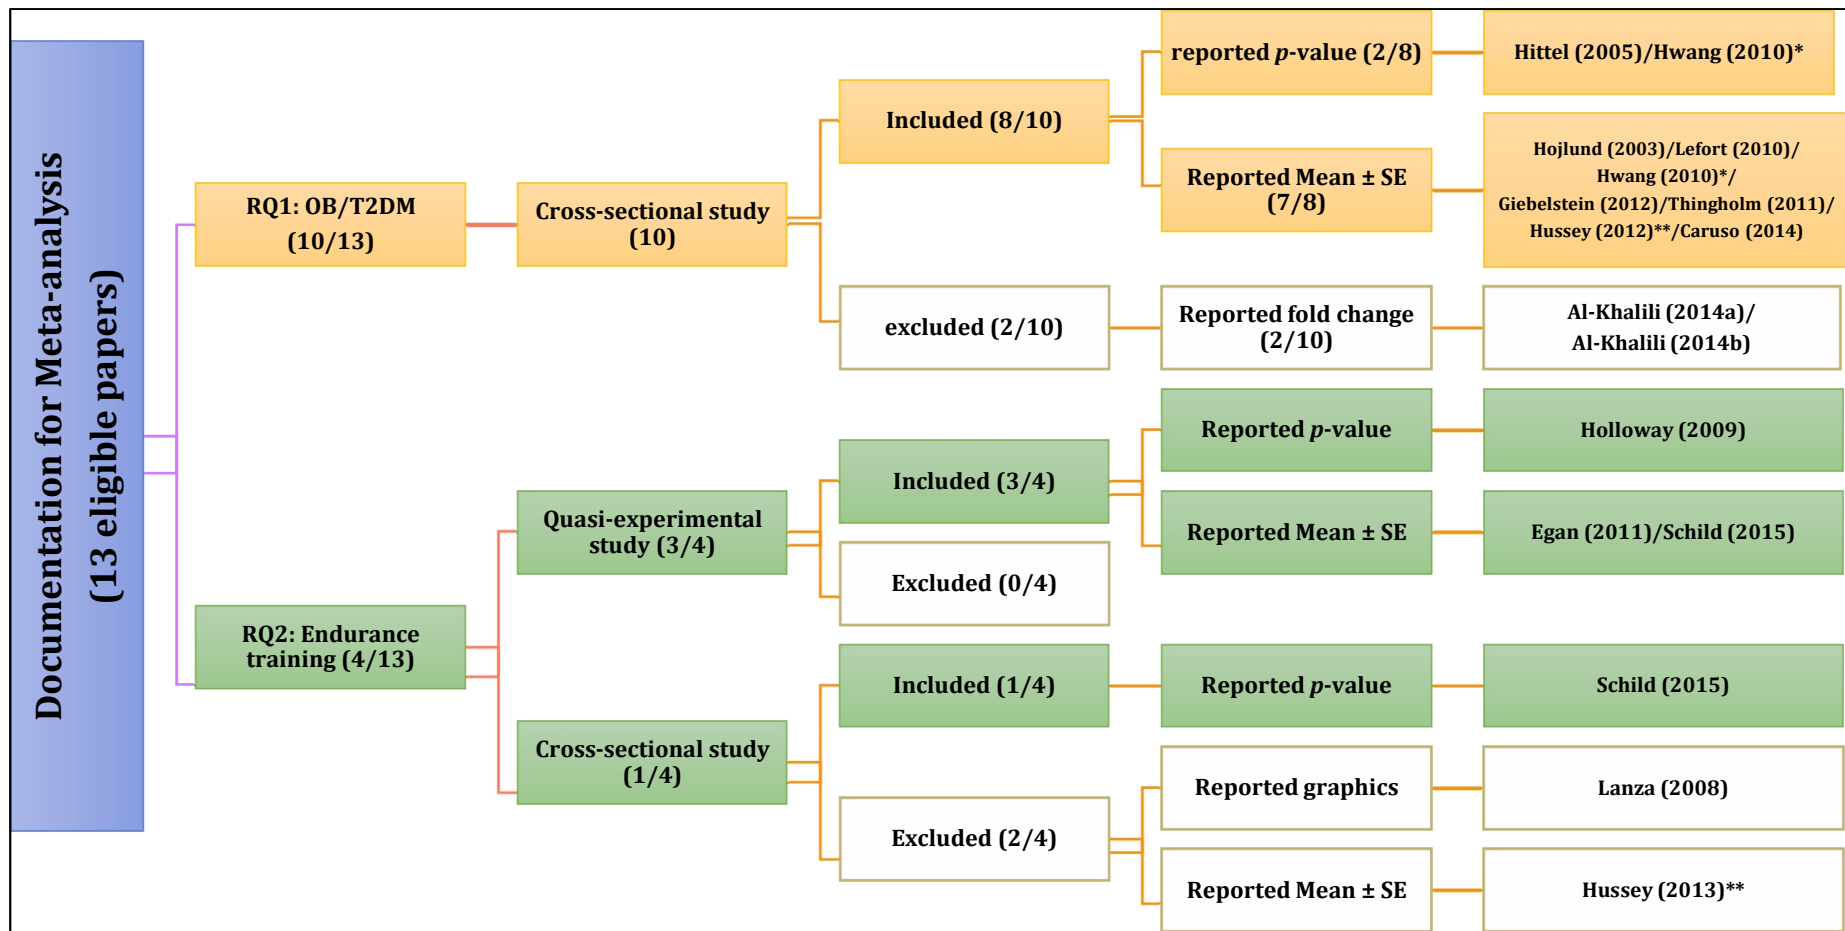 Documentation for Meta-analysis
(13 eligible papers)
RQ1: OB/T2DM
(10/13)
Cross-sectional study
(10)
Included (8/10)
reported p-value (2/8)
Hittel (2005)/Hwang (2010)*
Reported Mean ± SE
(7/8)
Hojlund (2003)/Lefort (2010)/
Hwang (2010)*/
Giebelstein (2012)/Thingholm (2011)/
Hussey (2012)**/Caruso (2014)
excluded (2/10)
Reported fold change
(2/10)
Al-Khalili (2014a)/
Al-Khalili (2014b)
RQ2: Endurance
training (4/13)
Quasi-experimental
study (3/4)
Included (3/4)
Reported p-value
Holloway (2009)
Reported Mean ± SE
Egan (2011)/Schild (2015)
Excluded (0/4)
Cross-sectional study
(1/4)
Included (1/4)
Reported p-value
Schild (2015)
Excluded (2/4)
Reported graphics
Lanza (2008)
Reported Mean ± SE
Hussey (2013)**